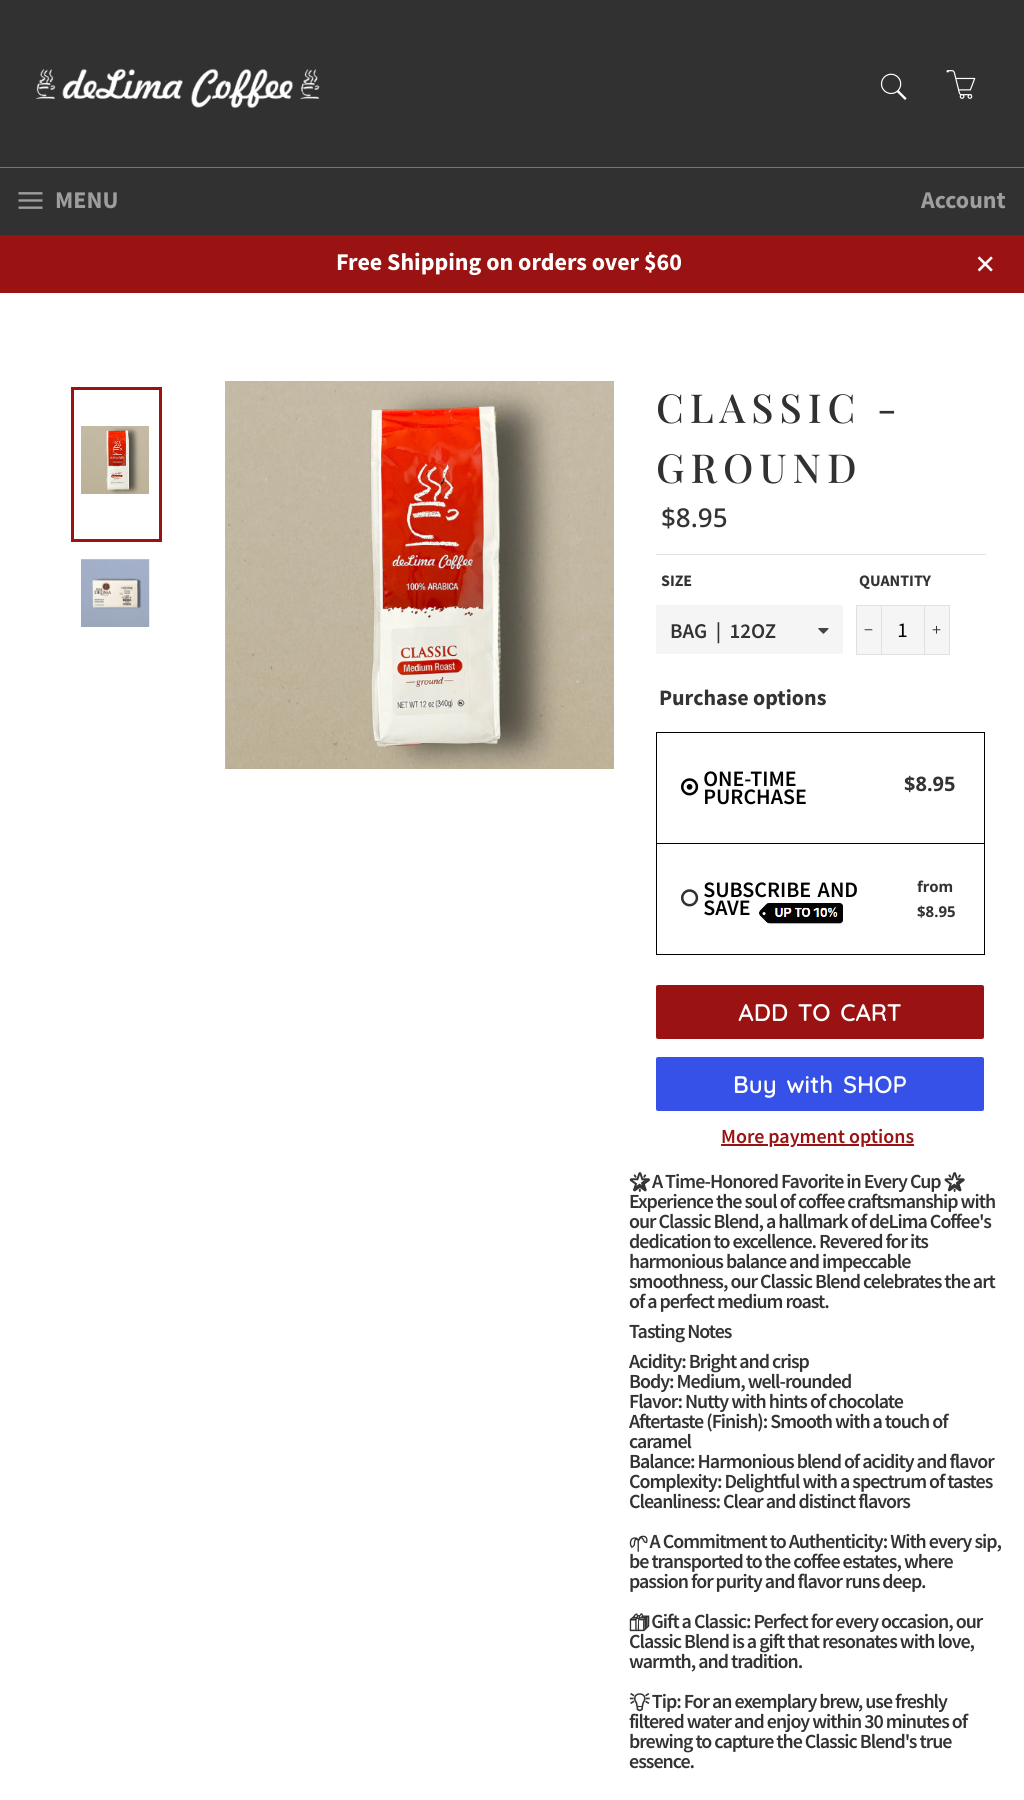 deLima Coffee
MENU
Account
Free Shipping on orders over $60
deLima Coffee
100% ARABICA
CLASSIC
Medium Roast
ground
NET WT 12 oz (340g)
CLASSIC -
GROUND
$8.95
SIZE
QUANTITY
BAG | 12OZ
− 1 +
Purchase options
ONE-TIME
PURCHASE
$8.95
SUBSCRIBE AND
SAVE UP TO 10%
from
$8.95
ADD TO CART
Buy with SHOP
More payment options
🌟 A Time-Honored Favorite in Every Cup 🌟
Experience the soul of coffee craftsmanship with
our Classic Blend, a hallmark of deLima Coffee's
dedication to excellence. Revered for its
harmonious balance and impeccable
smoothness, our Classic Blend celebrates the art
of a perfect medium roast.
Tasting Notes
Acidity: Bright and crisp
Body: Medium, well-rounded
Flavor: Nutty with hints of chocolate
Aftertaste (Finish): Smooth with a touch of
caramel
Balance: Harmonious blend of acidity and flavor
Complexity: Delightful with a spectrum of tastes
Cleanliness: Clear and distinct flavors
🌱 A Commitment to Authenticity: With every sip,
be transported to the coffee estates, where
passion for purity and flavor runs deep.
🎁 Gift a Classic: Perfect for every occasion, our
Classic Blend is a gift that resonates with love,
warmth, and tradition.
💡 Tip: For an exemplary brew, use freshly
filtered water and enjoy within 30 minutes of
brewing to capture the Classic Blend's true
essence.